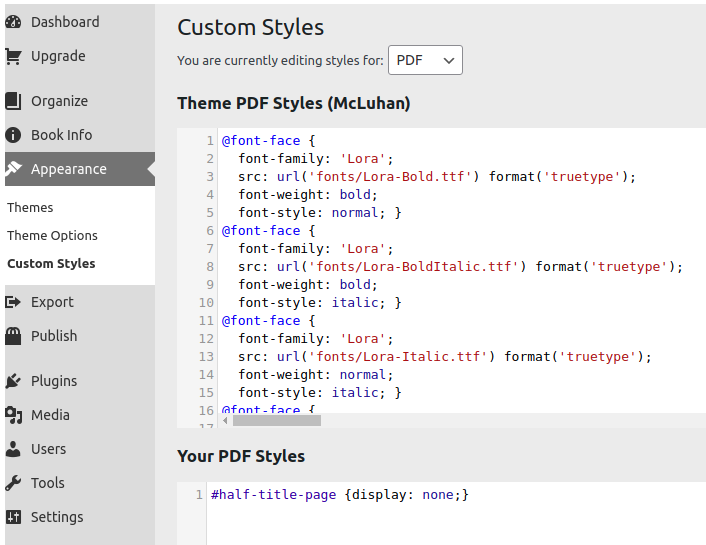 Dashboard
Upgrade
Organize
Book Info
Appearance
Themes
Theme Options
Custom Styles
Export
Publish
Plugins
Media
Users
Tools
Settings
Custom Styles
You are currently editing styles for: PDF
Theme PDF Styles (McLuhan)
1 @font-face {
2 font-family: 'Lora';
3 src: url('fonts/Lora-Bold.ttf') format('truetype');
4 font-weight: bold;
5 font-style: normal; }
6 @font-face {
7 font-family: 'Lora';
8 src: url('fonts/Lora-BoldItalic.ttf') format('truetype');
9 font-weight: bold;
10 font-style: italic; }
11 @font-face {
12 font-family: 'Lora';
13 src: url('fonts/Lora-Italic.ttf') format('truetype');
14 font-weight: normal;
15 font-style: italic; }
16 @font-face {
17
Your PDF Styles
1 #half-title-page {display: none;}